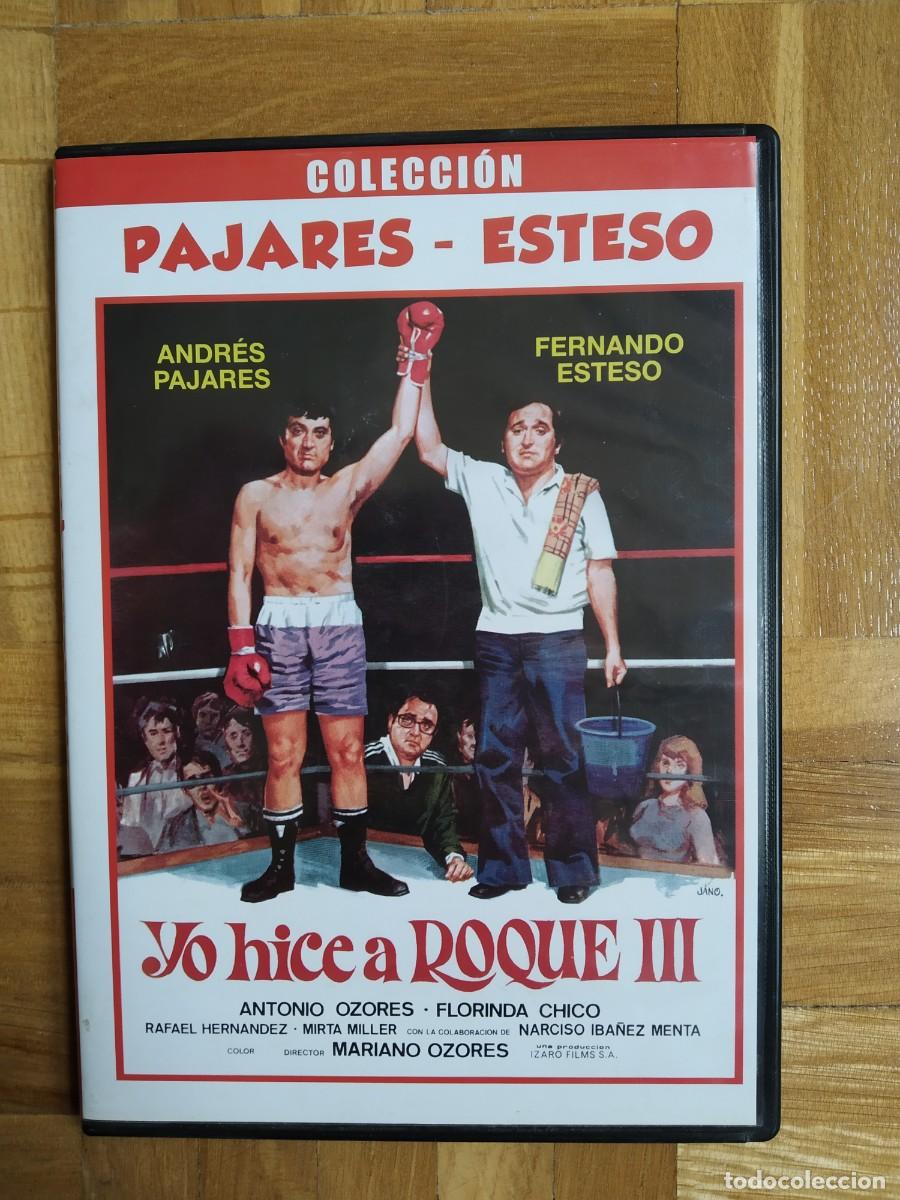 COLECCIÓN
PAJARES - ESTESO
ANDRÉS
PAJARES
FERNANDO
ESTESO
JANO.
Yo hice a ROQUE III
ANTONIO OZORES · FLORINDA CHICO
RAFAEL HERNANDEZ · MIRTA MILLER CON LA COLABORACION DE NARCISO IBAÑEZ MENTA
COLOR DIRECTOR MARIANO OZORES una produccion
IZARO FILMS S.A.
todocoleccion